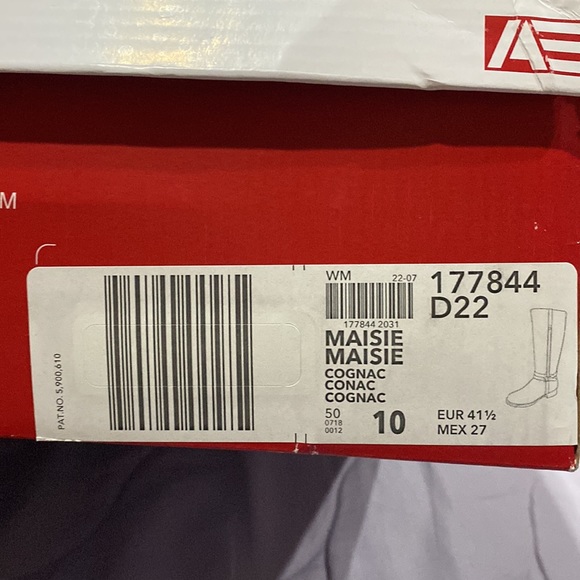 AE
M
WM 22-07 177844
D22
177844 2031
MAISIE
MAISIE
COGNAC
CONAC
COGNAC
50
0718
0012
10
EUR 41½
MEX 27
PAT.NO. 5,900,610